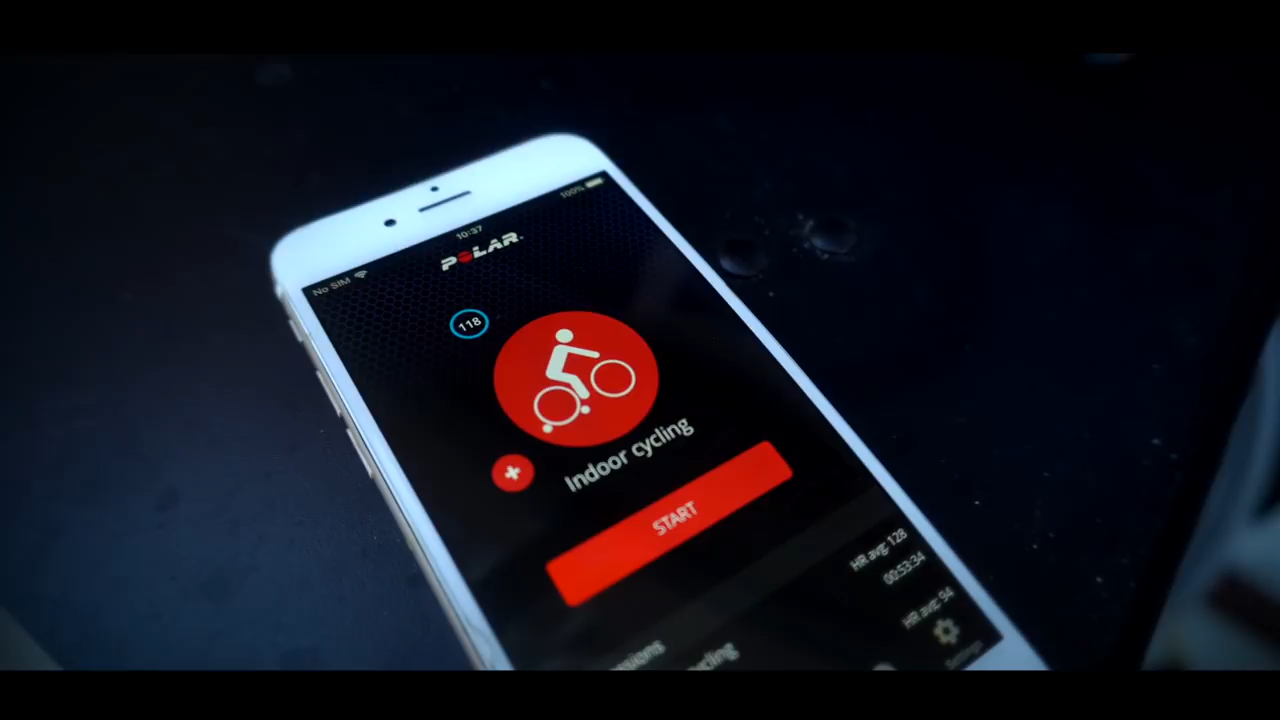 No SIM 10:37 100%
POLAR
118
Indoor cycling
START
HR avg: 128
00:53:34
HR avg: 94
Settings